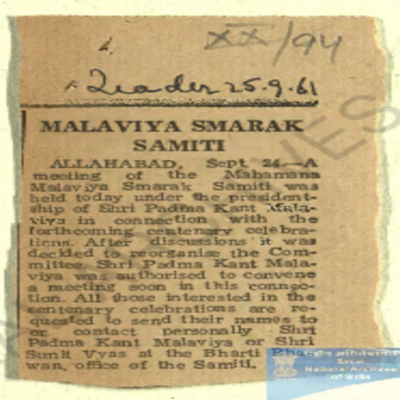 XX/94
Leader 25.9.61
MALAVIYA SMARAK
SAMITI
ALLAHABAD, Sept 24.—A
meeting of the Mahamana
Malaviya Smarak Samiti was
held today under the president-
ship of Shri Padma Kant Mala-
viya in connection with the
forthcoming centenary celebra-
tions. After discussions it was
decided to reorganise the Com-
mittee. Shri Padma Kant Mala-
viya was authorised to convene
a meeting soon in this connec-
tion. All those interested in the
centenary celebrations are re-
quested to send their names to
or contact personally Shri
Padma Kant Malaviya or Shri
Sunit Vyas at the Bharti Bha-
wan, office of the Samiti.
National Archives